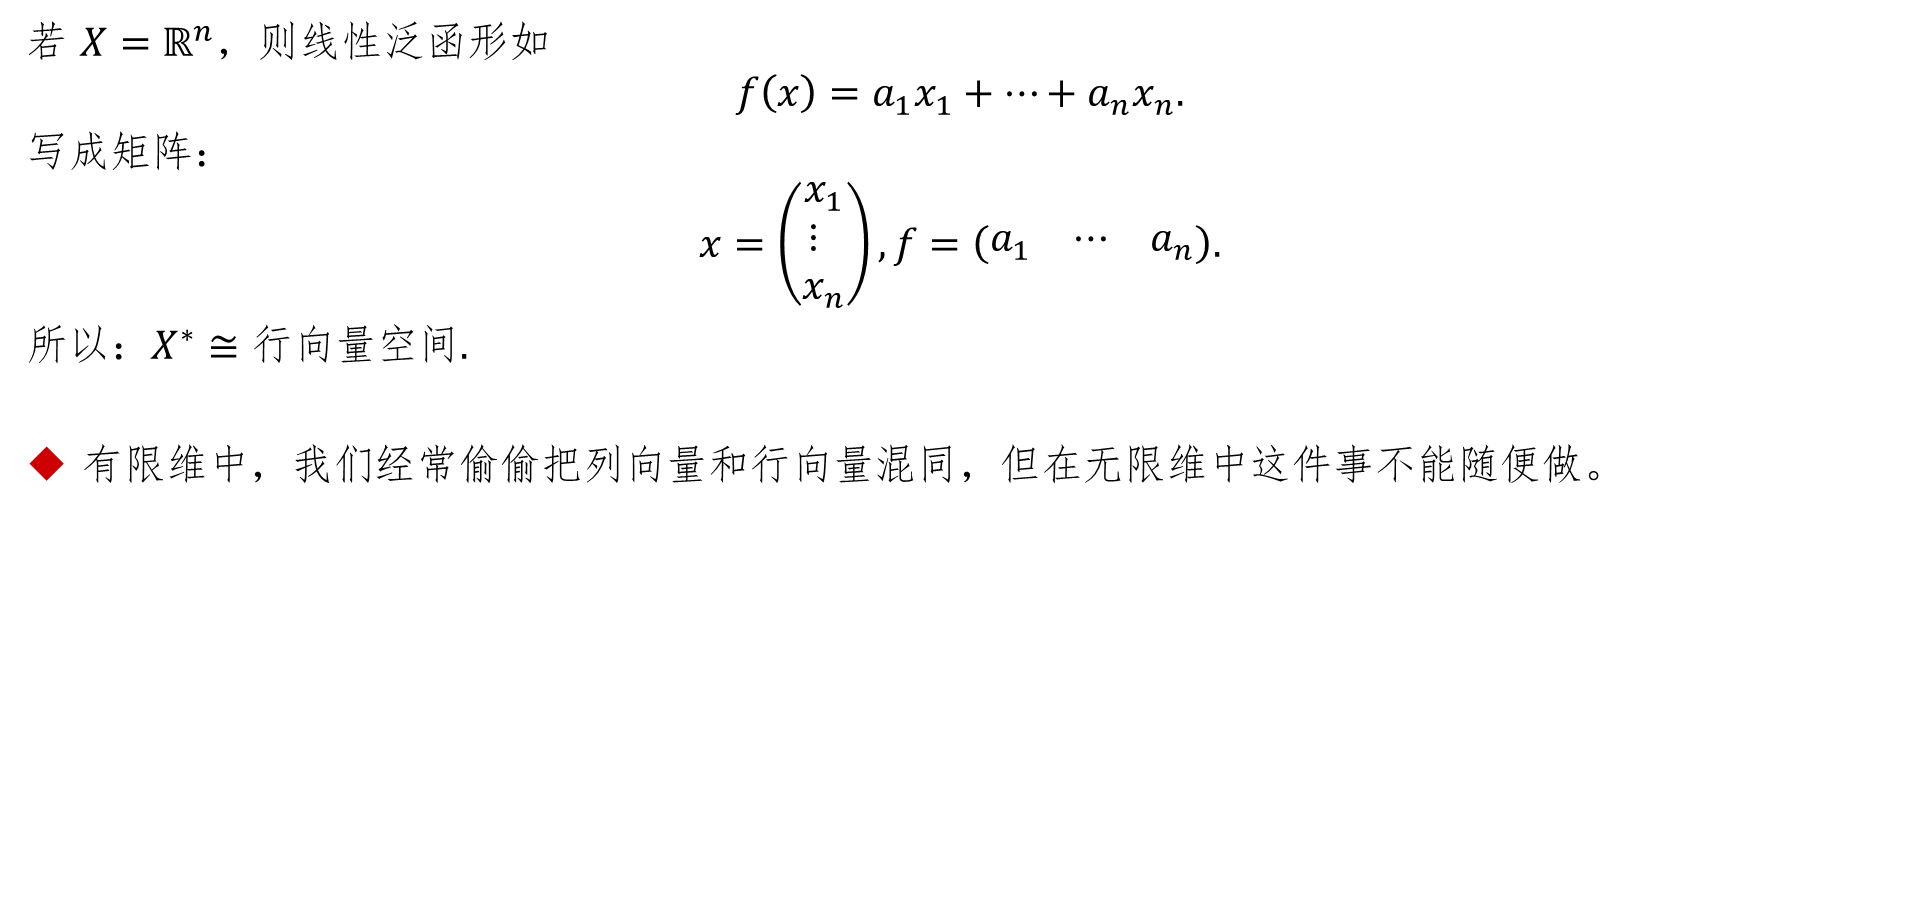 若 X = ℝⁿ，则线性泛函形如
f(x) = a₁x₁ + ⋯ + aₙxₙ.
写成矩阵：
x = (x₁ ⋮ xₙ), f = (a₁ ⋯ aₙ).
所以：X* ≅ 行向量空间.
◆ 有限维中，我们经常偷偷把列向量和行向量混同，但在无限维中这件事不能随便做。